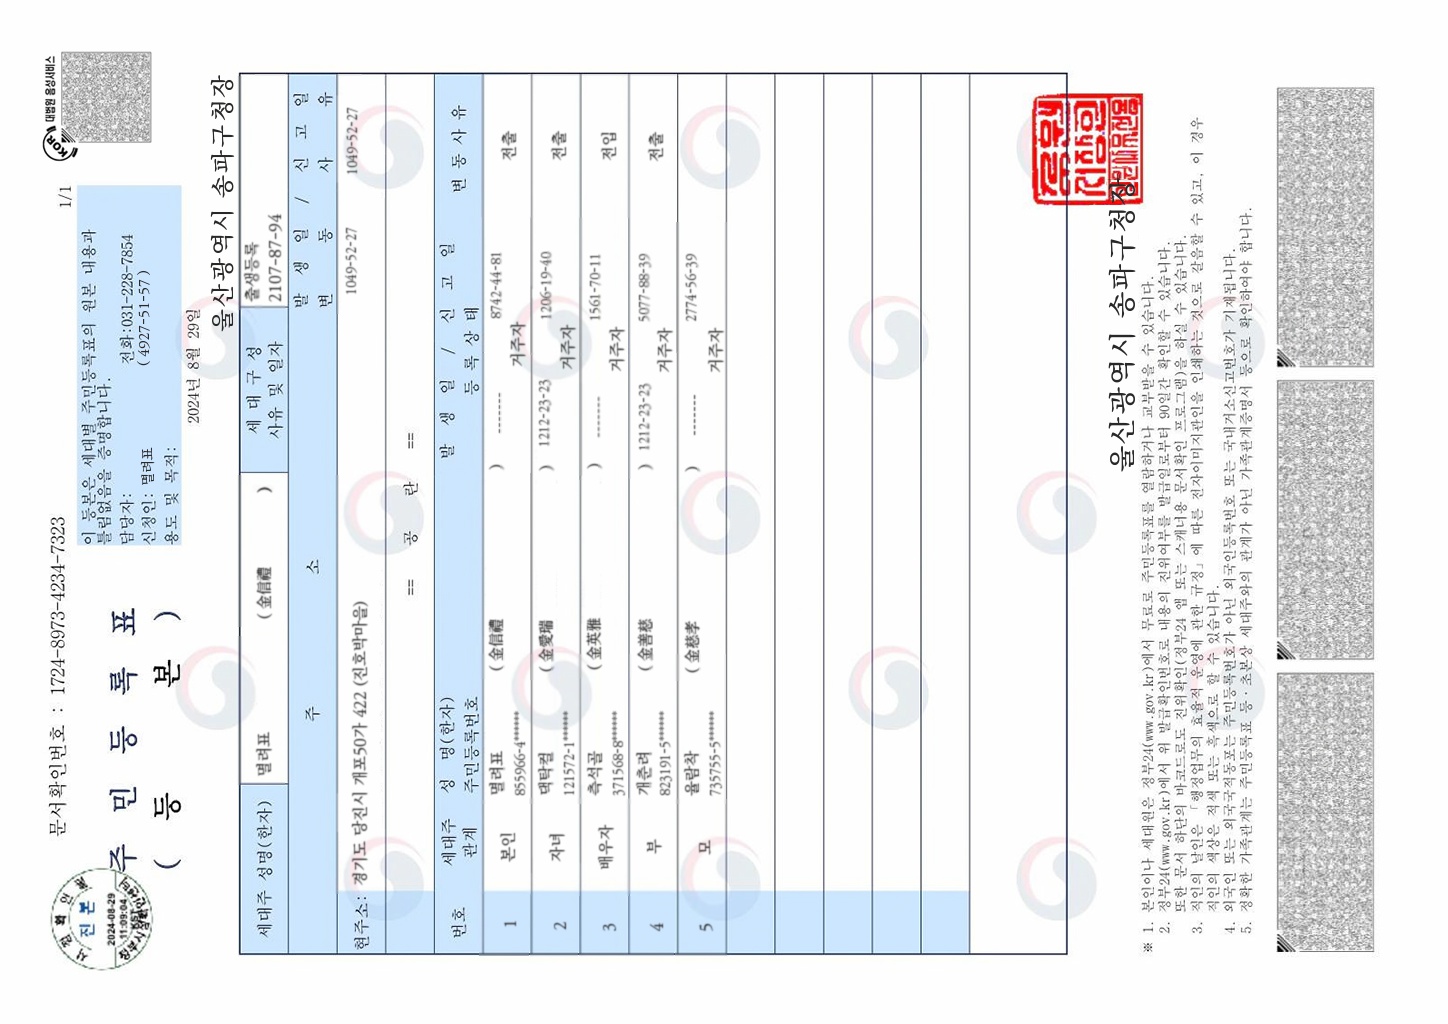 문서확인번호 : 1724-8973-4234-7323
1/1
대법원 음성서비스
KOR
주 민 등 록 표
( 등 본 )
이 등본은 세대별 주민등록표의 원본 내용과
틀림없음을 증명합니다.
담당자: 전화:031-228-7854
신청인: 멸려표 ( 4927-51-57)
용도 및 목적:
2024년 8월 29일
울산광역시 송파구청장
진본
2024-08-29
11:09:04
세대주 성명(한자) 멸려표 ( 金信禮 ) 세 대 구 성 사유 및 일자 출생등록 2107-87-94
주 소 발 생 일 / 신 고 일
변 동 사 유
현주소: 경기도 당진시 개포50가 422 (진호박마을) 1049-52-27 1049-52-27
== 공 란 ==
번호 세대주 관계 성 명(한자) 주민등록번호 발 생 일 / 신 고 일 등 록 상 태 변 동 사 유
1 본인 멸려표 ( 金信禮 ) ------- 8742-44-81 전출
855966-4****** 거주자
2 자녀 댁탁컬 ( 金愛瑞 ) 1212-23-23 1206-19-40 전출
121572-1****** 거주자
3 배우자 측석골 ( 金英雅 ) ------- 1561-70-11 전입
371568-8****** 거주자
4 부 개춘려 ( 金善慈 ) 1212-23-23 5077-88-39 전출
823191-5****** 거주자
5 모 율람착 ( 金慈孝 ) ------- 2774-56-39
735755-5****** 거주자
울산광역시 송파구청장
※ 1. 본인이나 세대원은 정부24(www.gov.kr)에서 무료로 주민등록표를 열람하거나 교부받을 수 있습니다.
2. 정부24(www.gov.kr)에서 위 발급확인번호로 내용의 진위여부를 발급일로부터 90일간 확인할 수 있습니다.
또한 문서 하단의 바코드로도 진위확인(정부24 앱 또는 스캐너용 문서확인 프로그램)을 하실 수 있습니다.
3. 직인의 날인은 「행정업무의 효율적 운영에 관한 규정」에 따른 전자이미지관인을 인쇄하는 것으로 갈음할 수 있고, 이 경우
직인의 색상은 적색 또는 흑색으로 할 수 있습니다.
4. 외국인 또는 외국국적동포는 주민등록번호가 아닌 외국인등록번호 또는 국내거소신고번호가 기재됩니다.
5. 정확한 가족관계는 주민등록표 등·초본상 세대주와의 관계가 아닌 가족관계증명서 등으로 확인하여야 합니다.